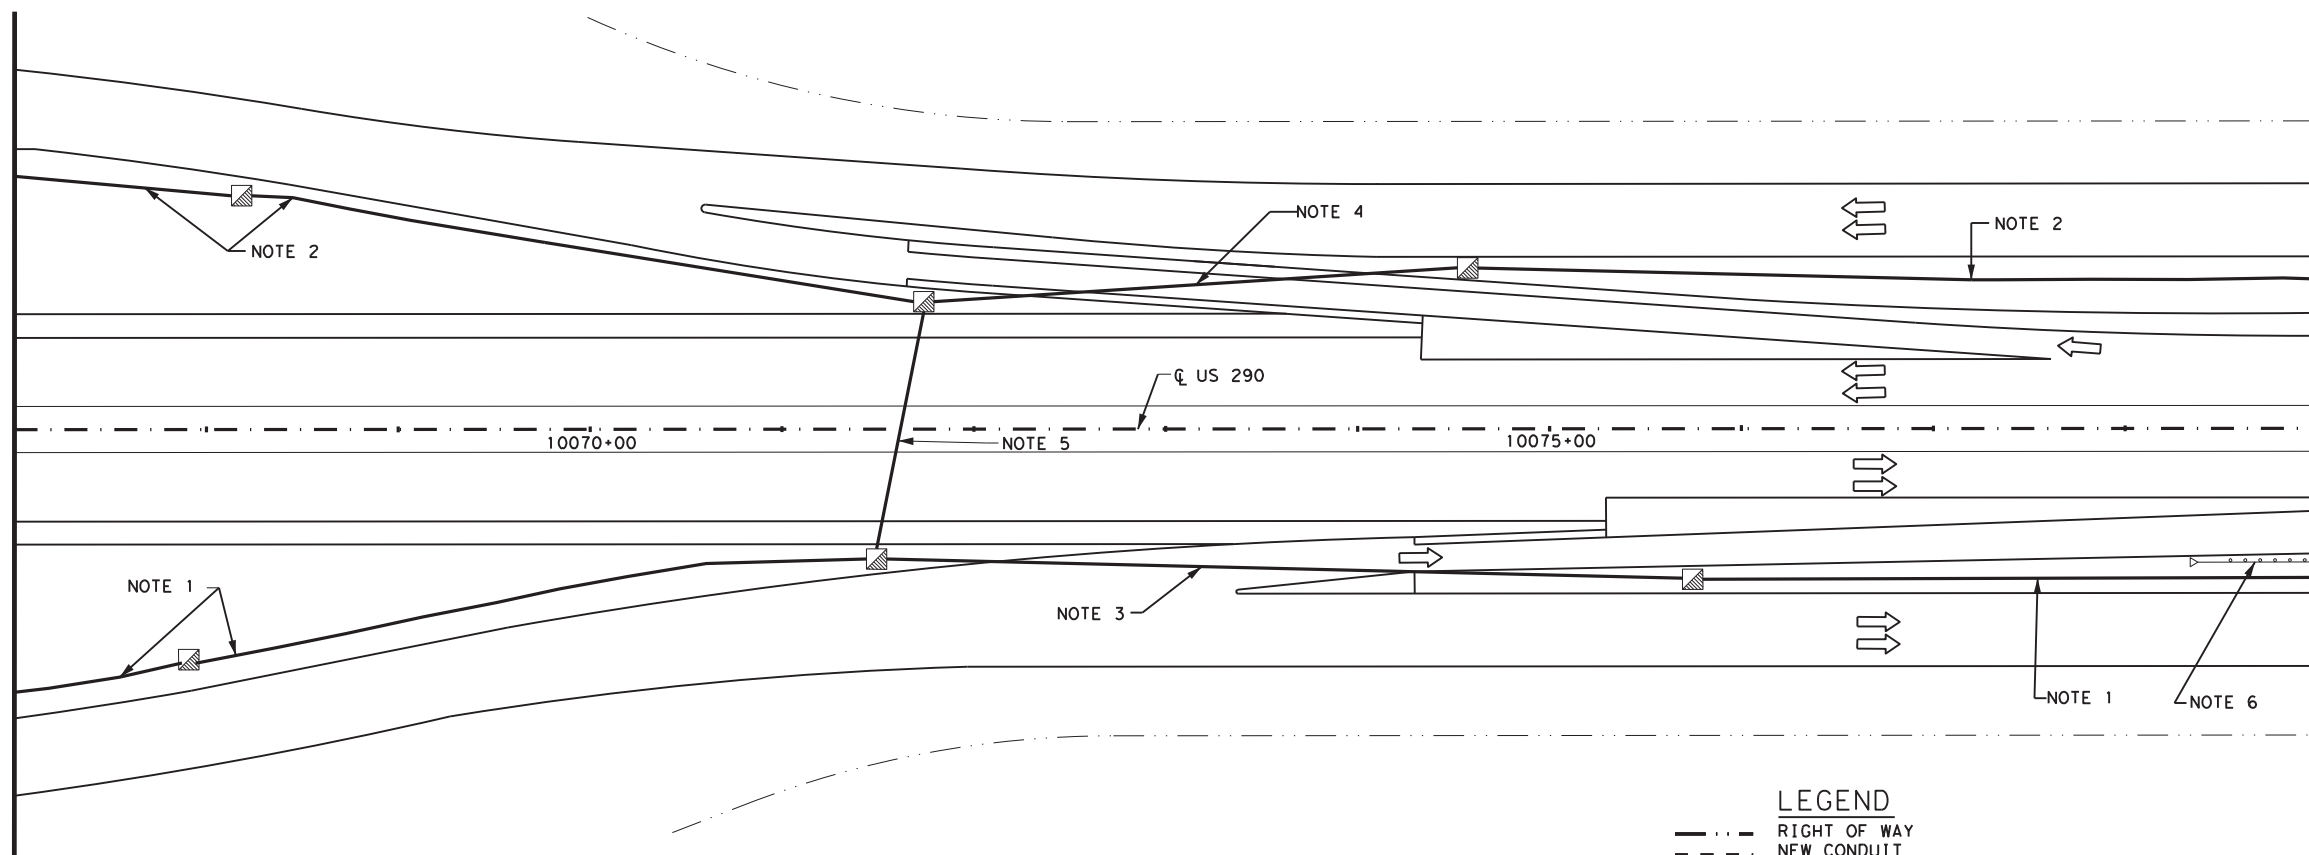 NOTE 4
NOTE 2
NOTE 2
℄ US 290
10070+00
NOTE 5
10075+00
NOTE 1
NOTE 3
NOTE 1
NOTE 6
LEGEND
RIGHT OF WAY
NEW CONDUIT